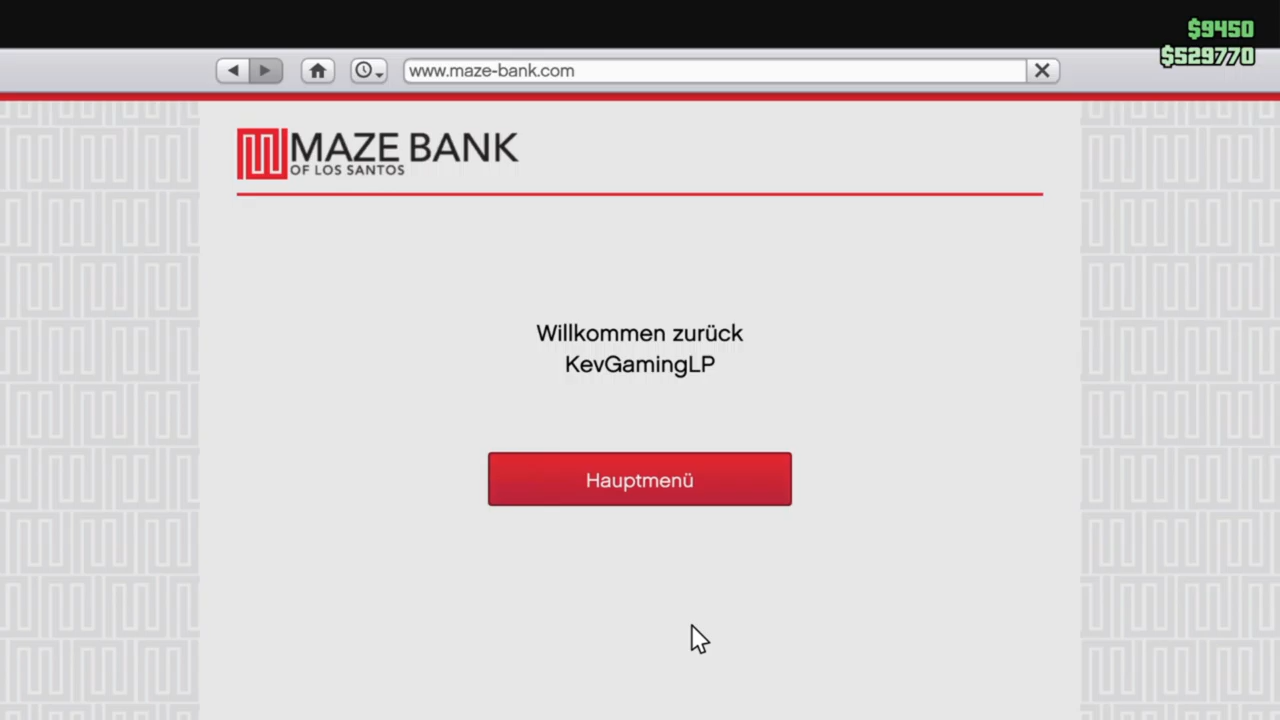 $9450
$529770
www.maze-bank.com
MAZE BANK
OF LOS SANTOS
Willkommen zurück
KevGamingLP
Hauptmenü